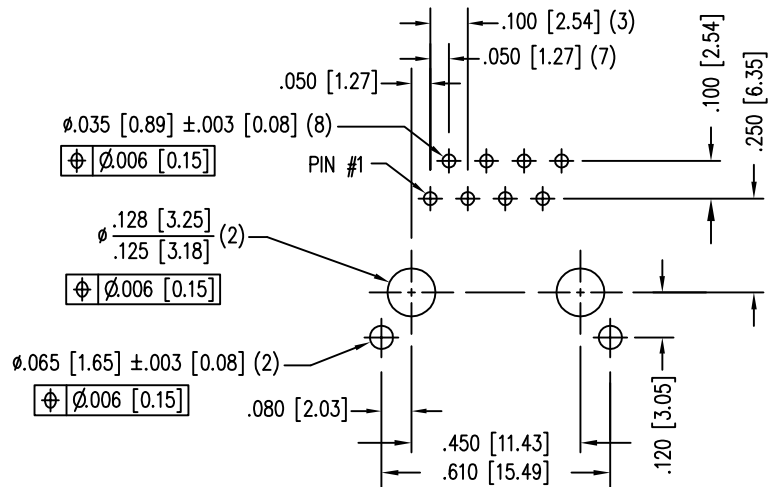 .100 [2.54] (3)
.050 [1.27] (7)
.050 [1.27]
.100 [2.54]
.250 [6.35]
ø.035 [0.89] ±.003 [0.08] (8)
⌖ Ø.006 [0.15]
PIN #1
ø .128 [3.25] (2)
.125 [3.18]
⌖ Ø.006 [0.15]
ø.065 [1.65] ±.003 [0.08] (2)
⌖ Ø.006 [0.15]
.080 [2.03]
.120 [3.05]
.450 [11.43]
.610 [15.49]